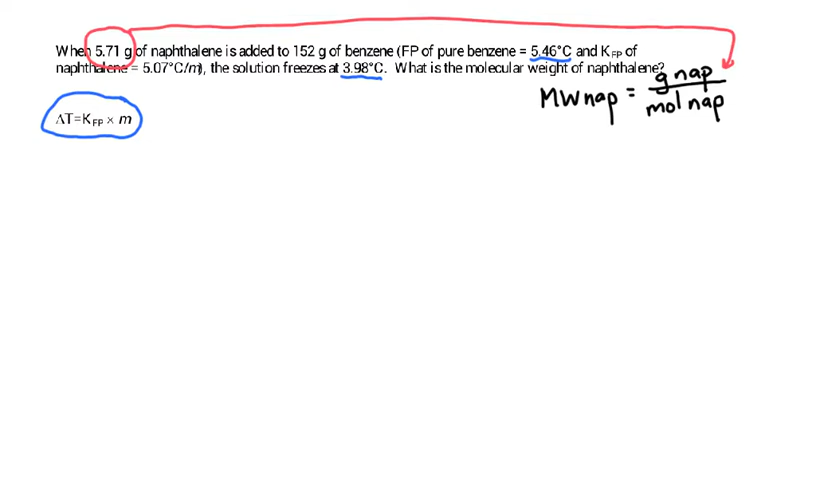 When 5.71 g of naphthalene is added to 152 g of benzene (FP of pure benzene = 5.46°C and KFP of
naphthalene = 5.07°C/m), the solution freezes at 3.98°C. What is the molecular weight of naphthalene?
MW nap = g nap / mol nap
ΔT=KFP × m